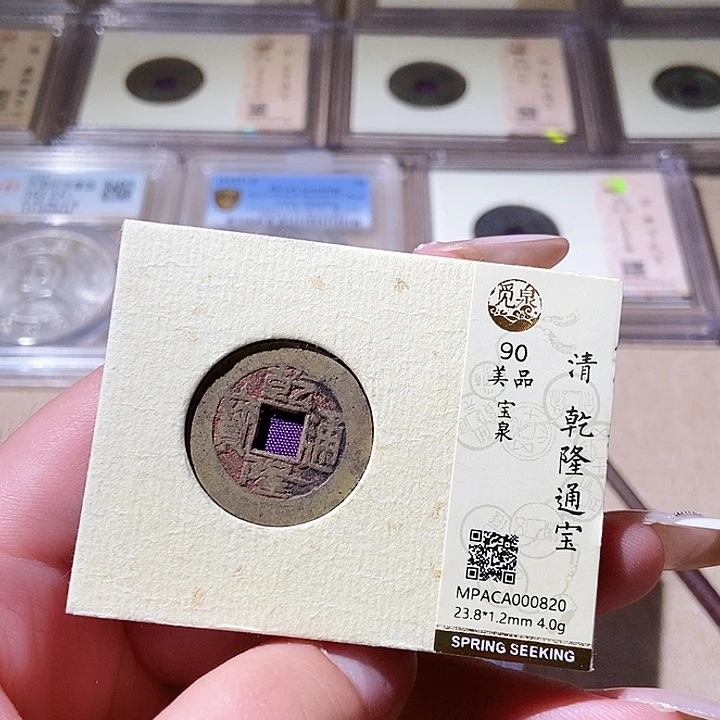 乾隆通寶
觅泉
90
美品
宝泉
清 乾隆通宝
MPACA000820
23.8*1.2mm 4.0g
SPRING SEEKING